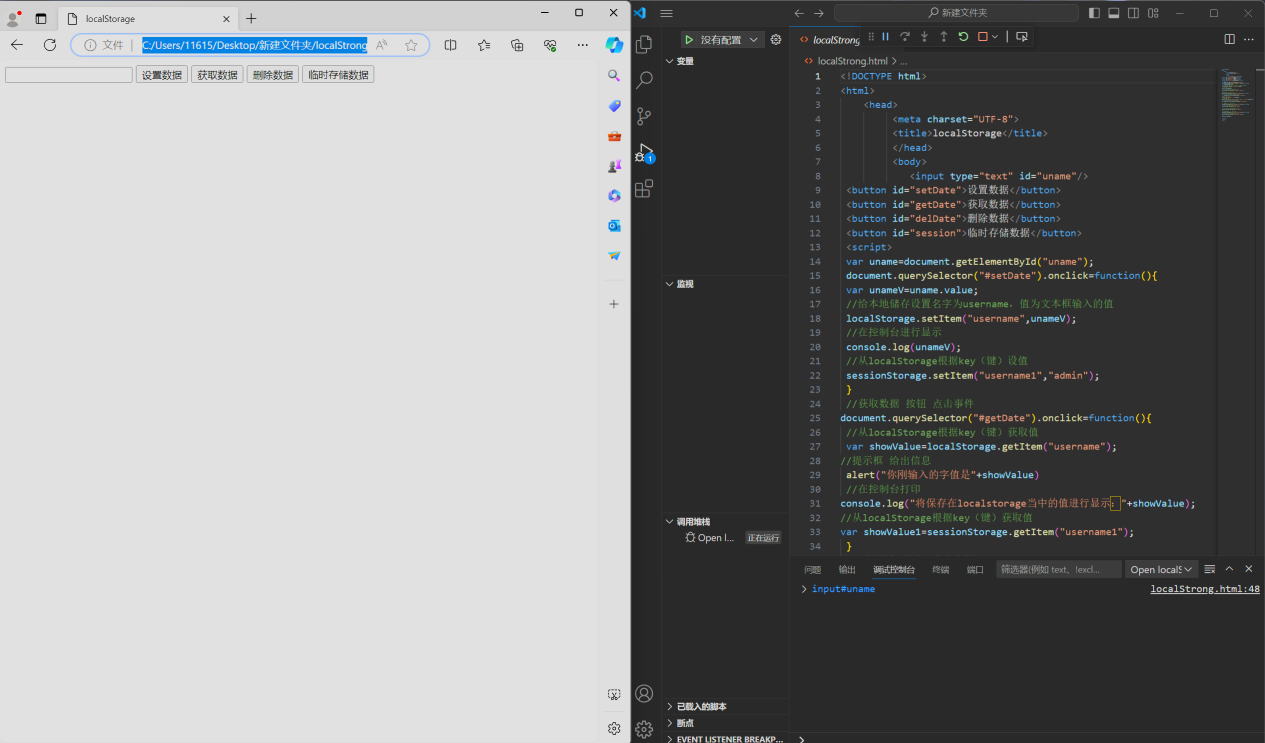 localStorage
文件
C:/Users/11615/Desktop/新建文件夹/localStrong
设置数据 获取数据 删除数据 临时存储数据
新建文件夹
没有配置
变量
监视
调用堆栈
Open l... 正在运行
已载入的脚本
断点
EVENT LISTENER BREAKP...
1
localStrong
localStrong.html > ...
1 <!DOCTYPE html>
2 <html>
3 <head>
4 <meta charset="UTF-8">
5 <title>localStorage</title>
6 </head>
7 <body>
8 <input type="text" id="uname"/>
9 <button id="setDate">设置数据</button>
10 <button id="getDate">获取数据</button>
11 <button id="delDate">删除数据</button>
12 <button id="session">临时存储数据</button>
13 <script>
14 var uname=document.getElementById("uname");
15 document.querySelector("#setDate").onclick=function(){
16 var unameV=uname.value;
17 //给本地储存设置名字为username，值为文本框输入的值
18 localStorage.setItem("username",unameV);
19 //在控制台进行显示
20 console.log(unameV);
21 //从localStorage根据key（键）设值
22 sessionStorage.setItem("username1","admin");
23 }
24 //获取数据 按钮 点击事件
25 document.querySelector("#getDate").onclick=function(){
26 //从localStorage根据key（键）获取值
27 var showValue=localStorage.getItem("username");
28 //提示框 给出信息
29 alert("你刚输入的字值是"+showValue)
30 //在控制台打印
31 console.log("将保存在localstorage当中的值进行显示："+showValue);
32 //从localStorage根据key（键）获取值
33 var showValue1=sessionStorage.getItem("username1");
34 }
问题 输出 调试控制台 终端 端口 筛选器(例如 text、!excl... Open localS
input#uname localStrong.html:48